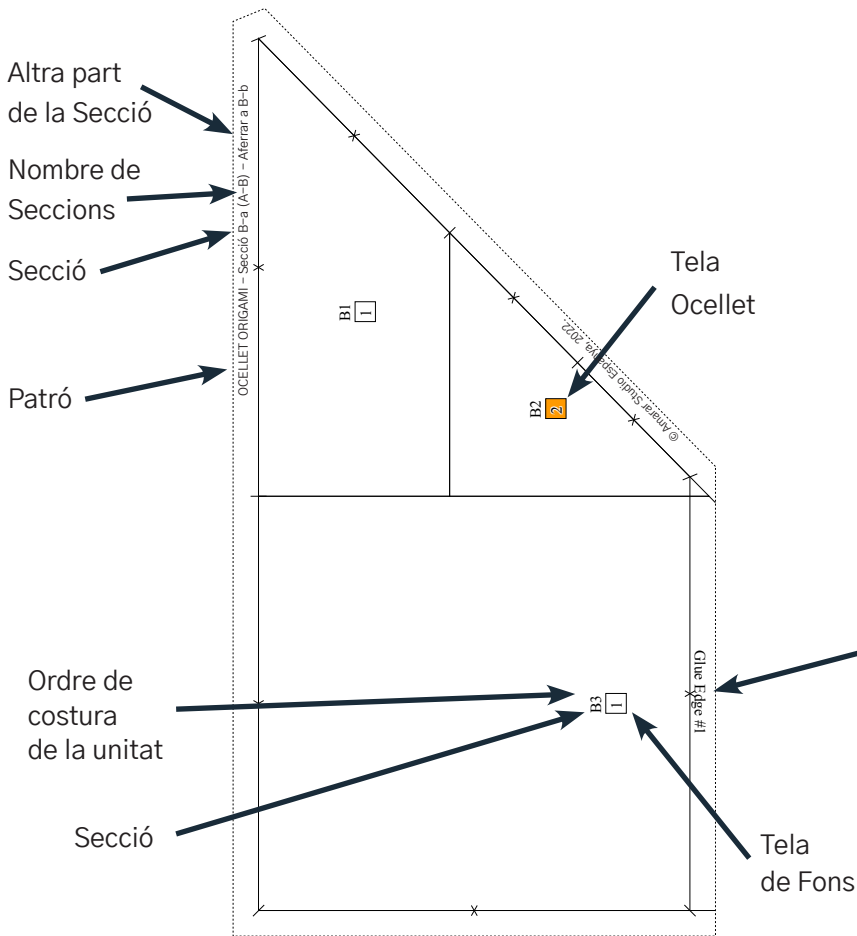 Altra part
de la Secció
Nombre de
Seccions
Secció
Patró
OCELLET ORIGAMI – Secció B-a (A-B) – Aferrar a B-b
B1
1
Tela
Ocellet
© Amarar Studio Espanya, 2022.
B2
2
Ordre de
costura
de la unitat
Secció
B3
1
Glue Edge #1
Tela
de Fons